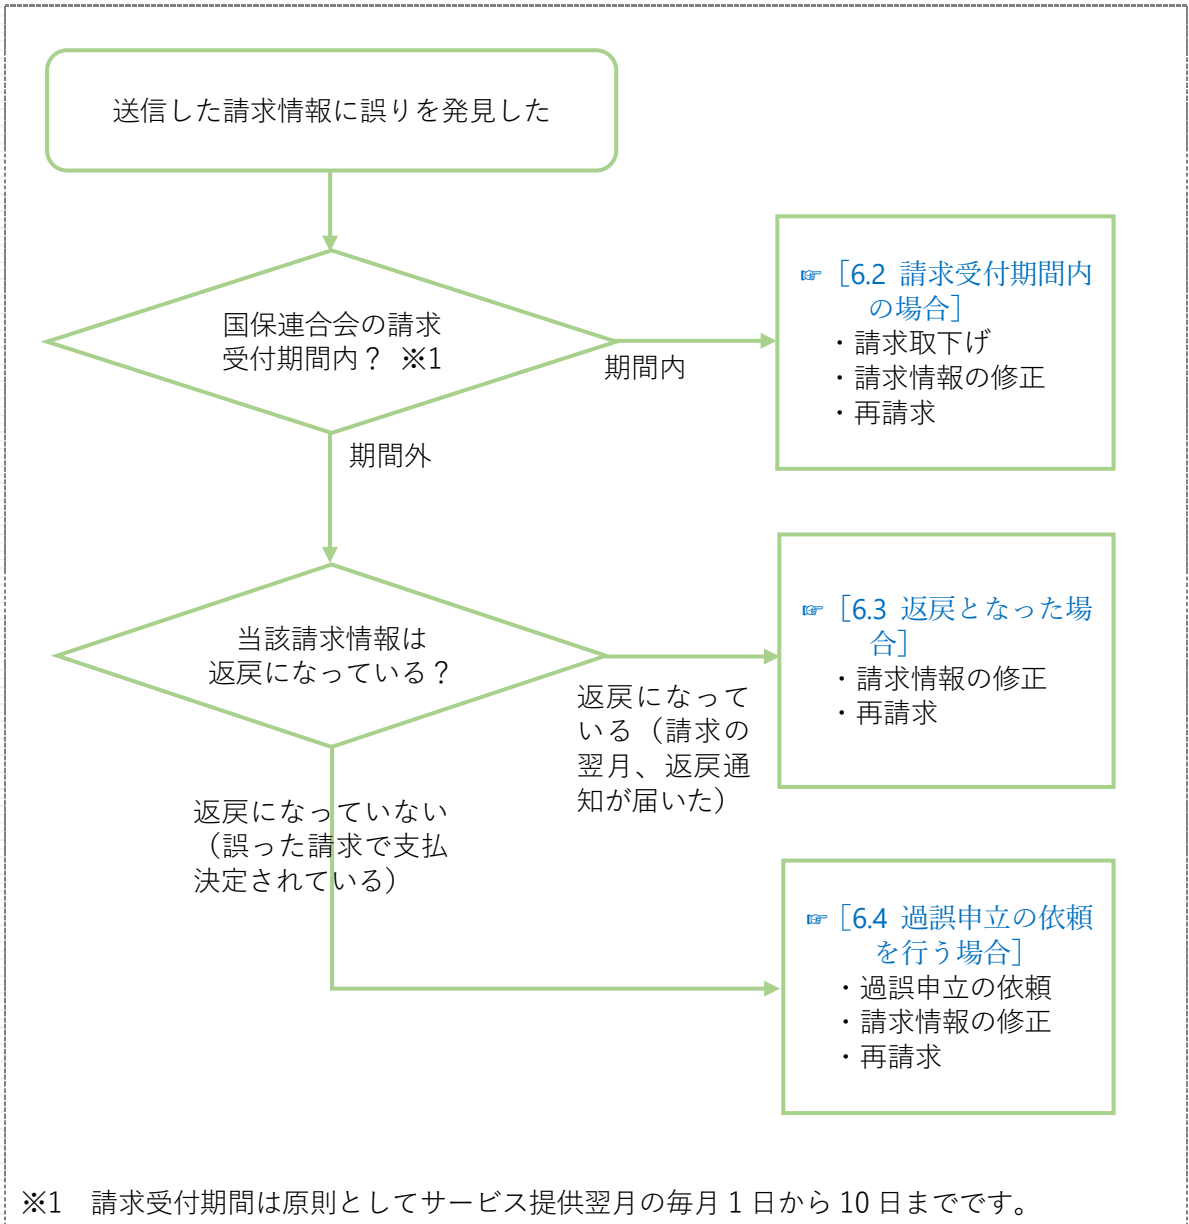 送信した請求情報に誤りを発見した
国保連合会の請求
受付期間内？ ※1
期間内
☞ [6.2 請求受付期間内
の場合]
・請求取下げ
・請求情報の修正
・再請求
期間外
当該請求情報は
返戻になっている？
返戻になって
いる（請求の
翌月、返戻通
知が届いた）
☞ [6.3 返戻となった場
合]
・請求情報の修正
・再請求
返戻になっていない
（誤った請求で支払
決定されている）
☞ [6.4 過誤申立の依頼
を行う場合]
・過誤申立の依頼
・請求情報の修正
・再請求
※1　請求受付期間は原則としてサービス提供翌月の毎月 1 日から 10 日までです。